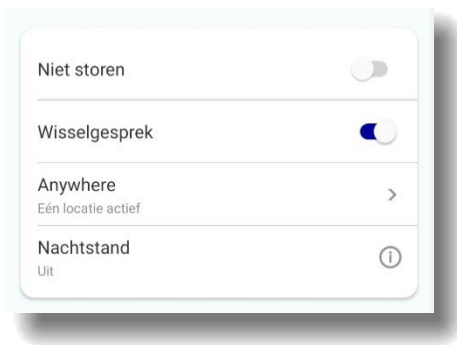 Niet storen
Wisselgesprek
Anywhere
Eén locatie actief
Nachtstand
Uit